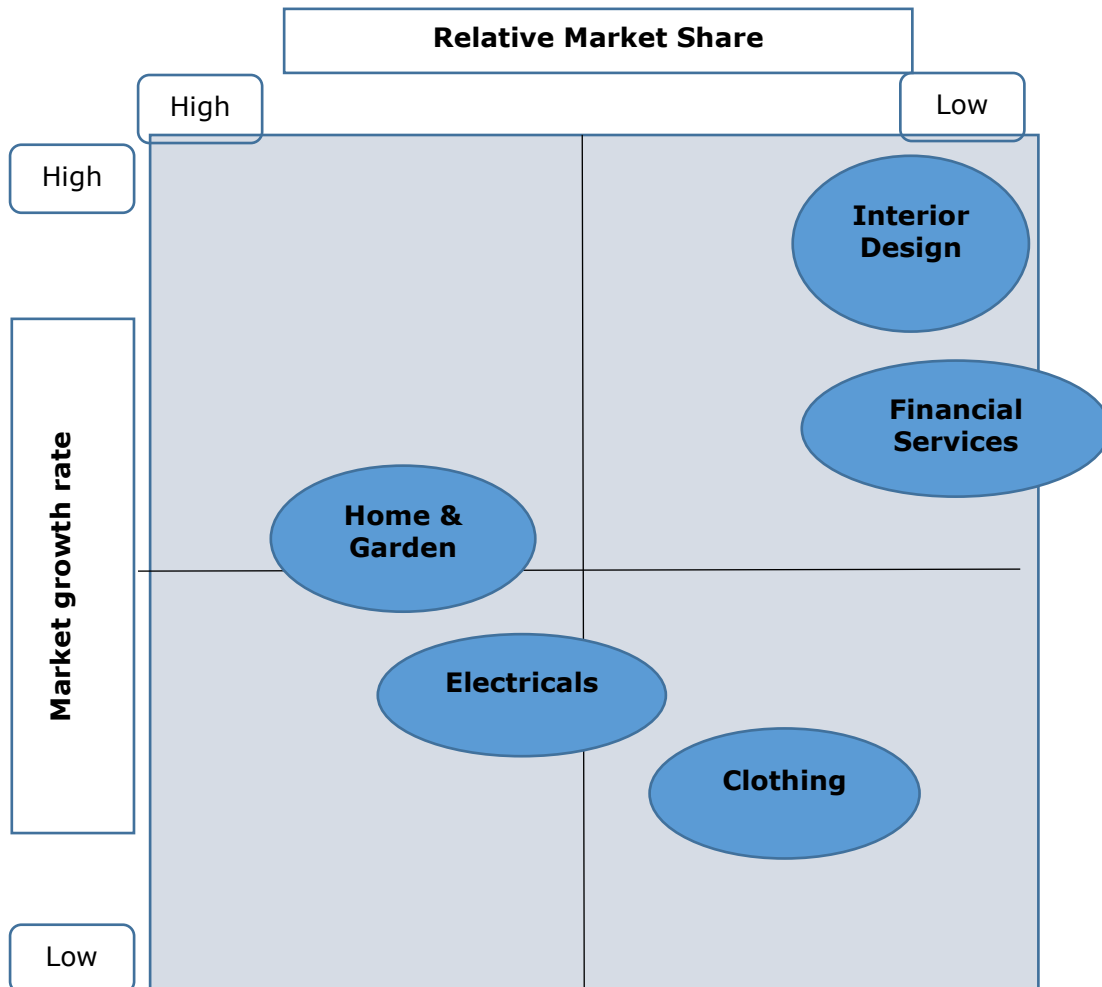 Relative Market Share
High
Low
High
Interior
Design
Financial
Services
Market growth rate
Home &
Garden
Electricals
Clothing
Low